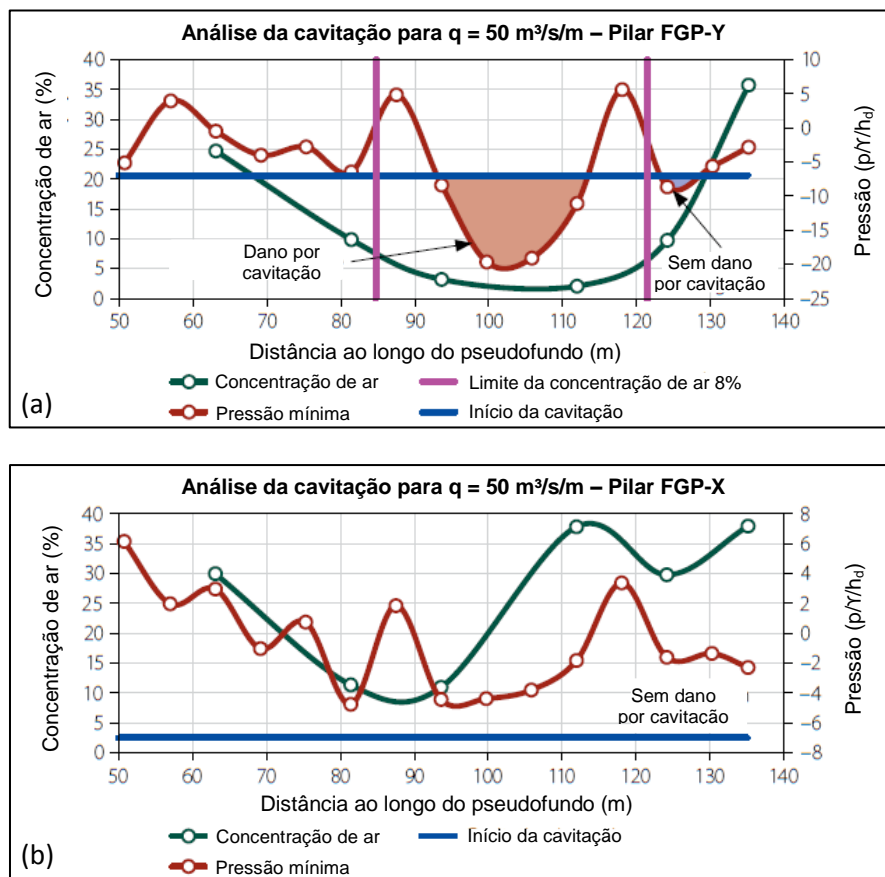 Análise da cavitação para q = 50 m³/s/m – Pilar FGP-Y
Concentração de ar (%)
40
35
30
25
20
15
10
5
0
10
5
0
–5
–10
–15
–20
–25
Pressão (p/ϒ/h_d)
Dano por
cavitação
Sem dano
por cavitação
50 60 70 80 90 100 110 120 130 140
Distância ao longo do pseudofundo (m)
Concentração de ar Limite da concentração de ar 8%
Pressão mínima Início da cavitação
(a)
Análise da cavitação para q = 50 m³/s/m – Pilar FGP-X
Concentração de ar (%)
40
35
30
25
20
15
10
5
0
8
6
4
2
0
–2
–4
–6
–8
Pressão (p/ϒ/h_d)
Sem dano
por cavitação
50 60 70 80 90 100 110 120 130 140
Distância ao longo do pseudofundo (m)
Concentração de ar Início da cavitação
Pressão mínima
(b)